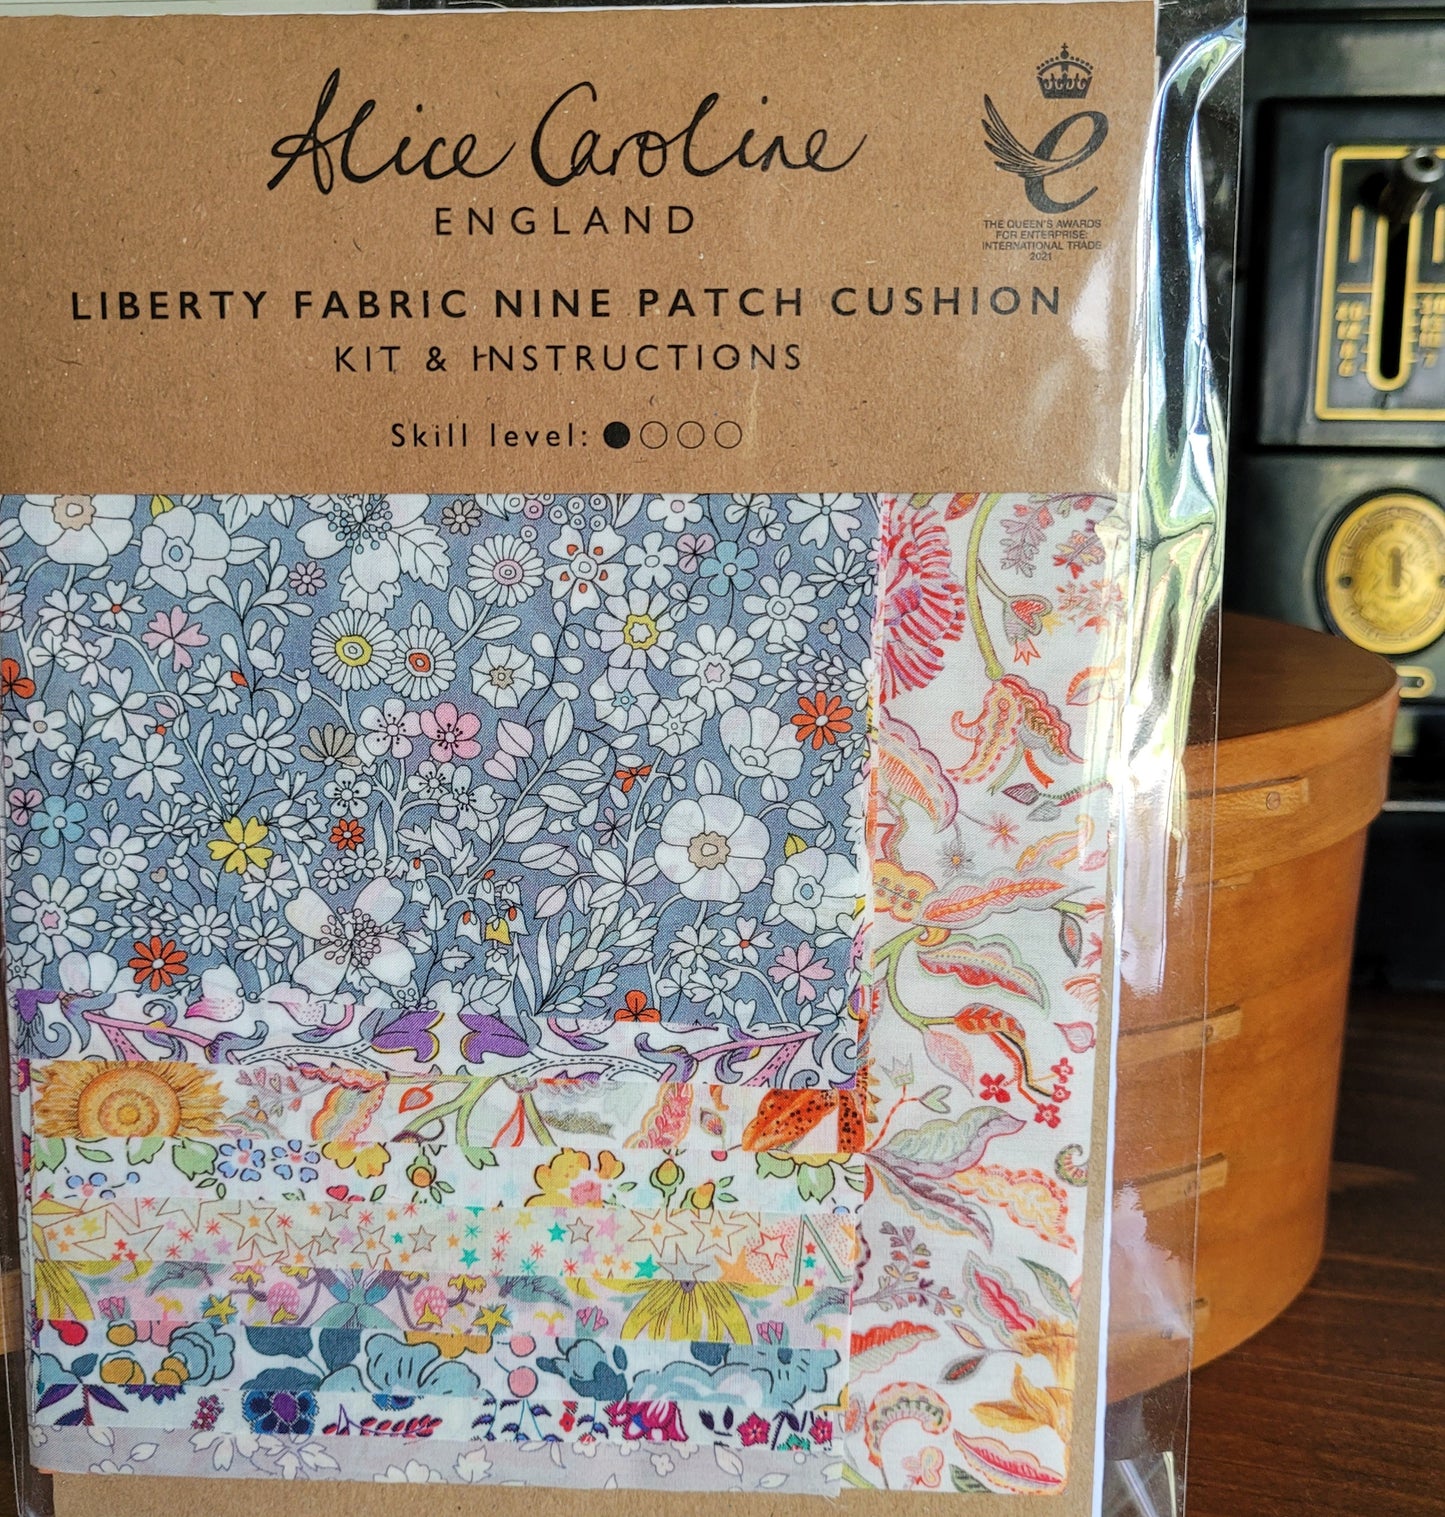 Alice Caroline
ENGLAND
THE QUEEN'S AWARDS
FOR ENTERPRISE:
INTERNATIONAL TRADE
2021
LIBERTY FABRIC NINE PATCH CUSHION
KIT & INSTRUCTIONS
Skill level: